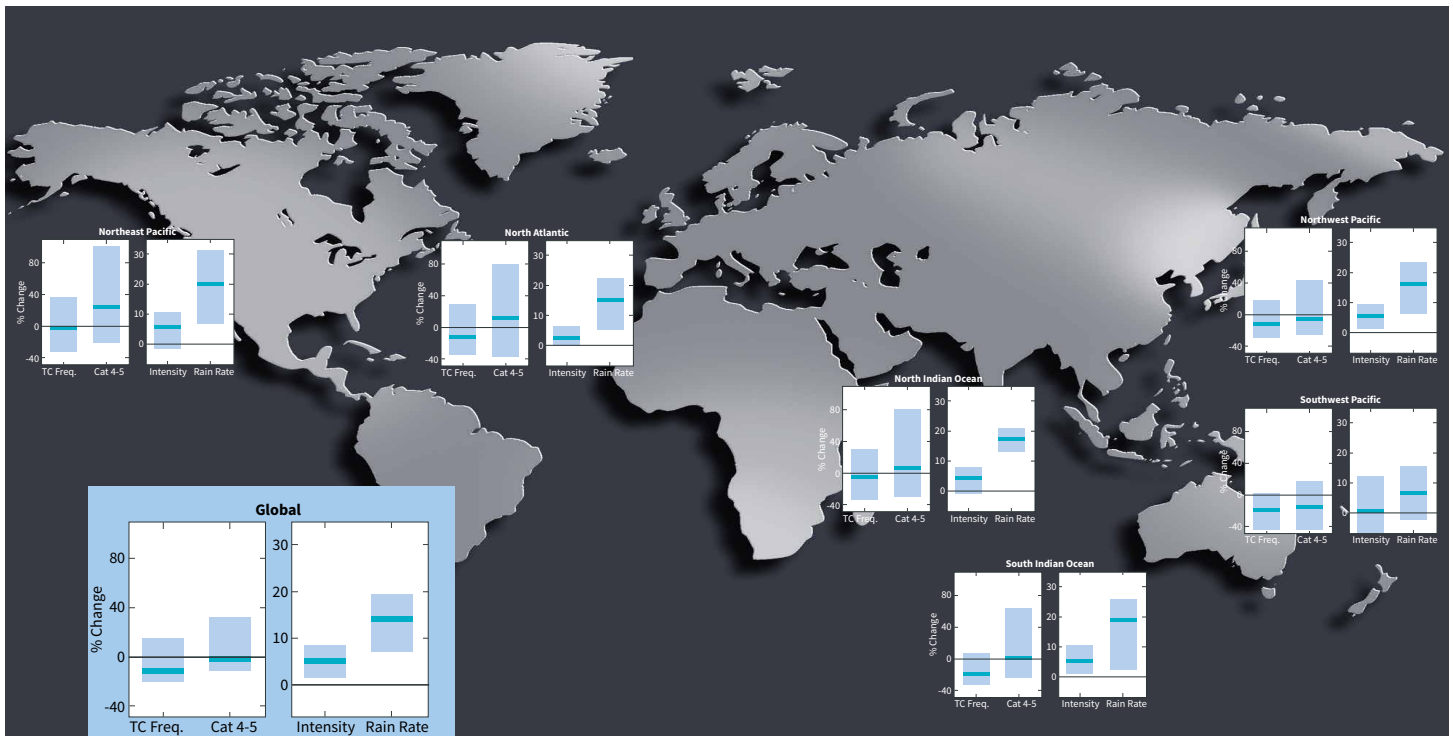 Northeast Pacific
% Change
80
40
0
-40
30
20
10
0
TC Freq. Cat 4-5 Intensity Rain Rate
North Atlantic
80
40
0
-40
30
20
10
0
TC Freq. Cat 4-5 Intensity Rain Rate
Northwest Pacific
% Change
80
40
0
-40
30
20
10
0
TC Freq. Cat 4-5 Intensity Rain Rate
North Indian Ocean
% Change
80
40
0
-40
30
20
10
0
TC Freq. Cat 4-5 Intensity Rain Rate
Southwest Pacific
% Change
80
40
0
-40
30
20
10
0
TC Freq. Cat 4-5 Intensity Rain Rate
Global
% Change
80
40
0
-40
30
20
10
0
TC Freq. Cat 4-5 Intensity Rain Rate
South Indian Ocean
% Change
80
40
0
-40
30
20
10
0
TC Freq. Cat 4-5 Intensity Rain Rate